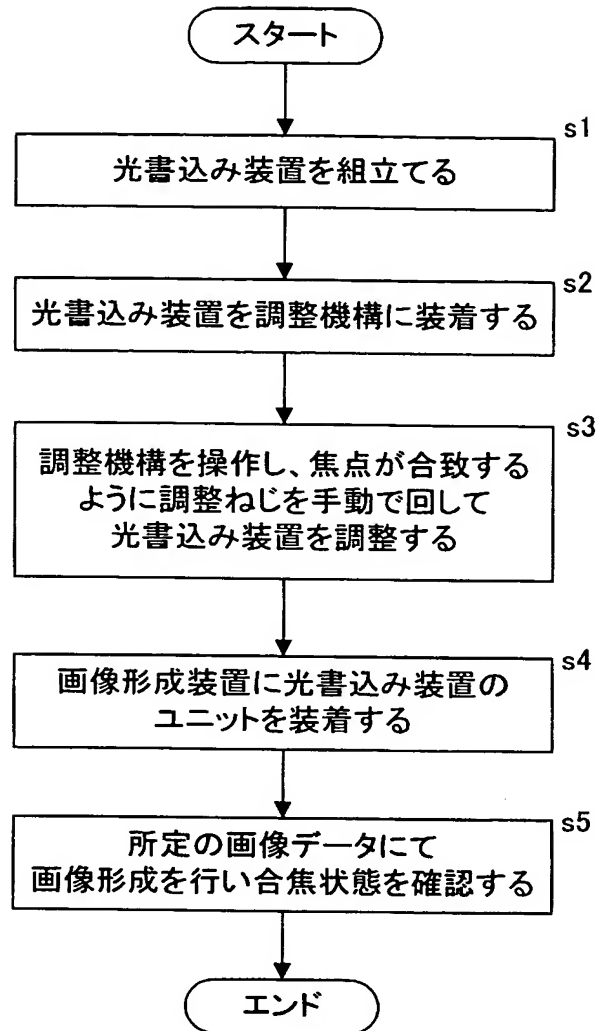 スタート
s1
光書込み装置を組立てる
s2
光書込み装置を調整機構に装着する
s3
調整機構を操作し、焦点が合致する
ように調整ねじを手動で回して
光書込み装置を調整する
s4
画像形成装置に光書込み装置の
ユニットを装着する
s5
所定の画像データにて
画像形成を行い合焦状態を確認する
エンド